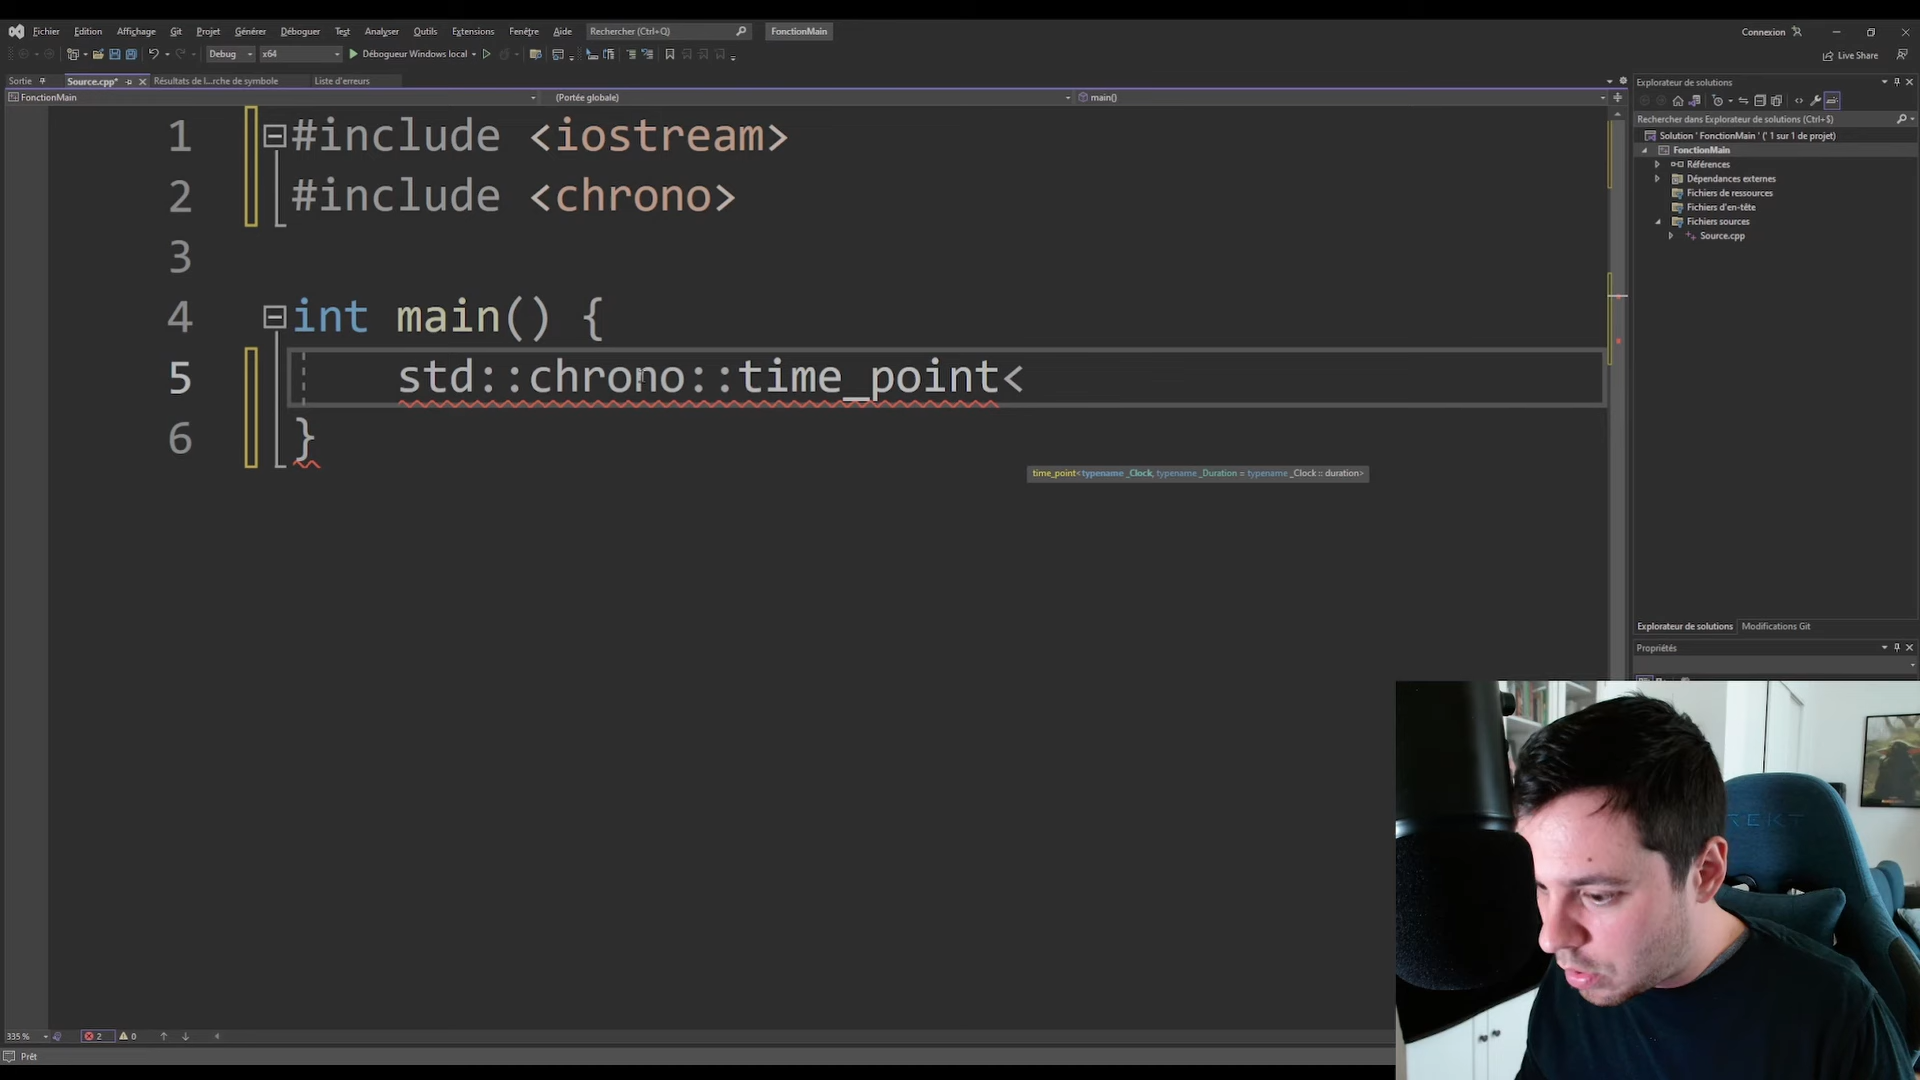 Fichier Edition Affichage Git Projet Générer Déboguer Test Analyser Outils Extensions Fenêtre Aide Rechercher (Ctrl+Q) FonctionMain Connexion
Debug x64 Débogueur Windows local Live Share
Sortie Source.cpp* Résultats de l...rche de symbole Liste d'erreurs
FonctionMain (Portée globale) main()
1 #include <iostream>
2 #include <chrono>
3
4 int main() {
5 std::chrono::time_point<
6 }
time_point<typename _Clock, typename _Duration = typename _Clock :: duration>
Explorateur de solutions
Rechercher dans Explorateur de solutions (Ctrl+$)
Solution ' FonctionMain ' (' 1 sur 1 de projet)
FonctionMain
Références
Dépendances externes
Fichiers de ressources
Fichiers d'en-tête
Fichiers sources
Source.cpp
Explorateur de solutions Modifications Git
Propriétés
335 % 2 0
Prêt